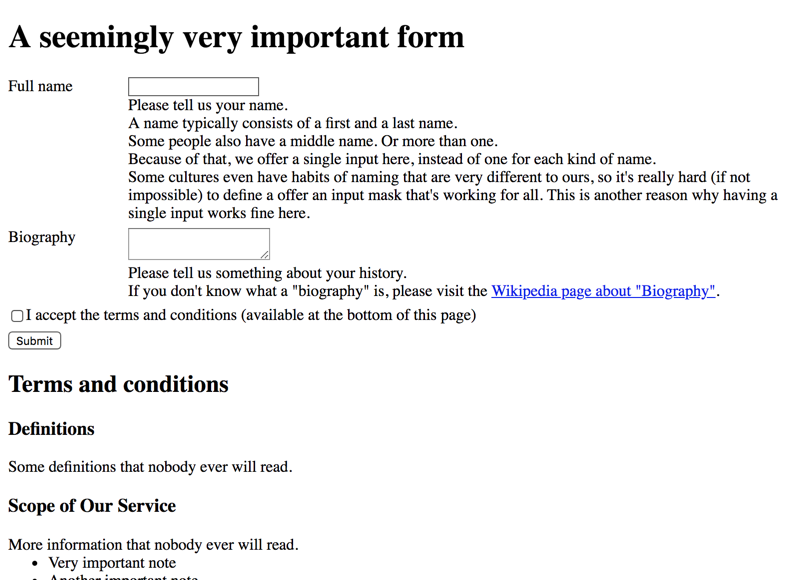 A seemingly very important form
Full name
Please tell us your name.
A name typically consists of a first and a last name.
Some people also have a middle name. Or more than one.
Because of that, we offer a single input here, instead of one for each kind of name.
Some cultures even have habits of naming that are very different to ours, so it's really hard (if not
impossible) to define a offer an input mask that's working for all. This is another reason why having a
single input works fine here.
Biography
Please tell us something about your history.
If you don't know what a "biography" is, please visit the Wikipedia page about "Biography".
I accept the terms and conditions (available at the bottom of this page)
Submit
Terms and conditions
Definitions
Some definitions that nobody ever will read.
Scope of Our Service
More information that nobody ever will read.
• Very important note
• Another important note